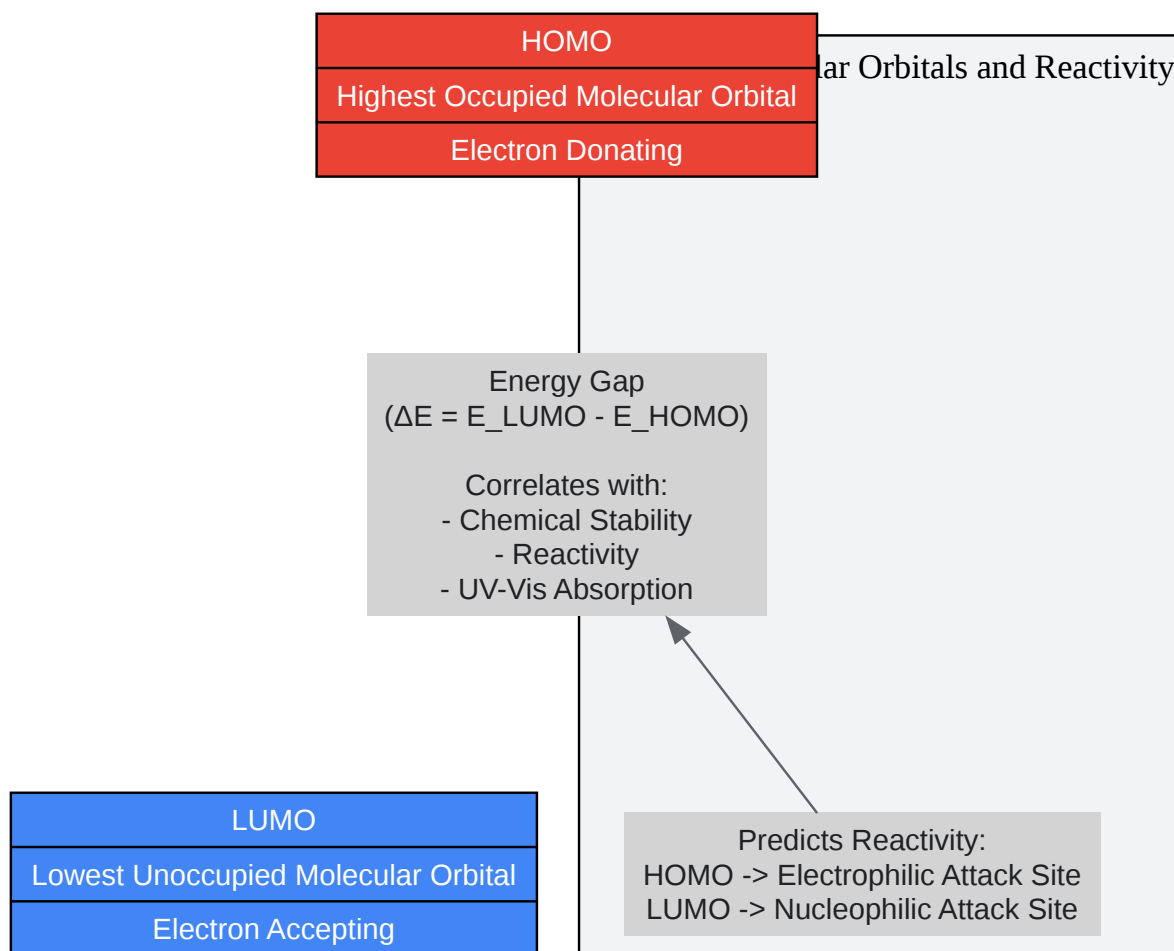 HOMO
Highest Occupied Molecular Orbital
Electron Donating
Orbitals and Reactivity
Energy Gap
(ΔE = E_LUMO - E_HOMO)
Correlates with:
- Chemical Stability
- Reactivity
- UV-Vis Absorption
LUMO
Lowest Unoccupied Molecular Orbital
Electron Accepting
Predicts Reactivity:
HOMO -> Electrophilic Attack Site
LUMO -> Nucleophilic Attack Site